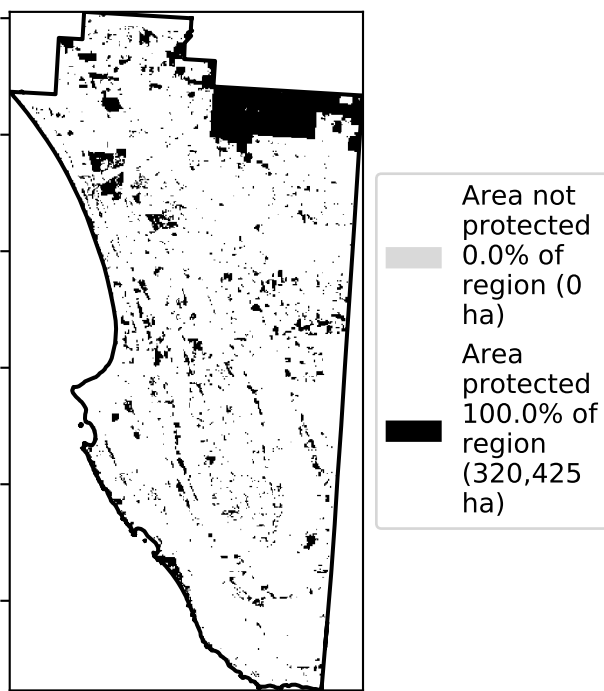 Area not
protected
0.0% of
region (0
ha)
Area
protected
100.0% of
region
(320,425
ha)